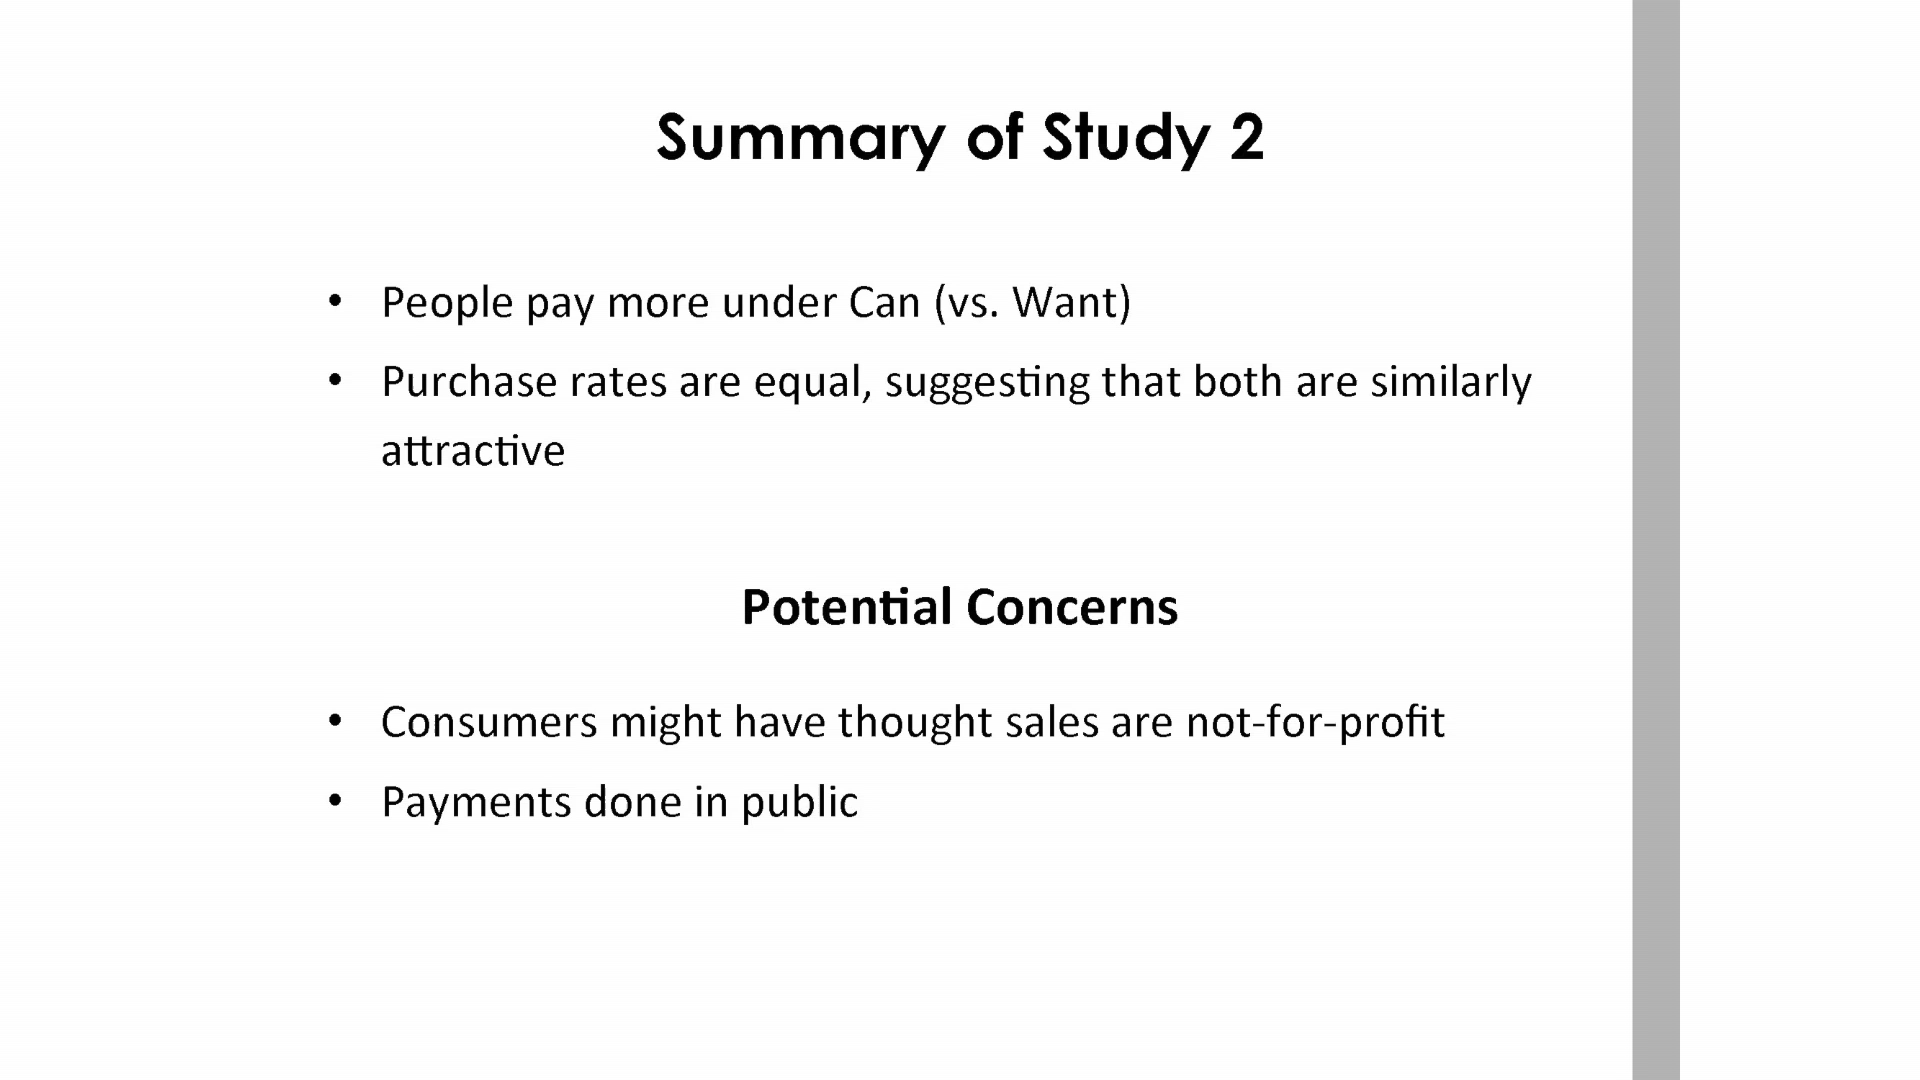 Summary of Study 2
• People pay more under Can (vs. Want)
• Purchase rates are equal, suggesting that both are similarly
attractive
Potential Concerns
• Consumers might have thought sales are not-for-profit
• Payments done in public